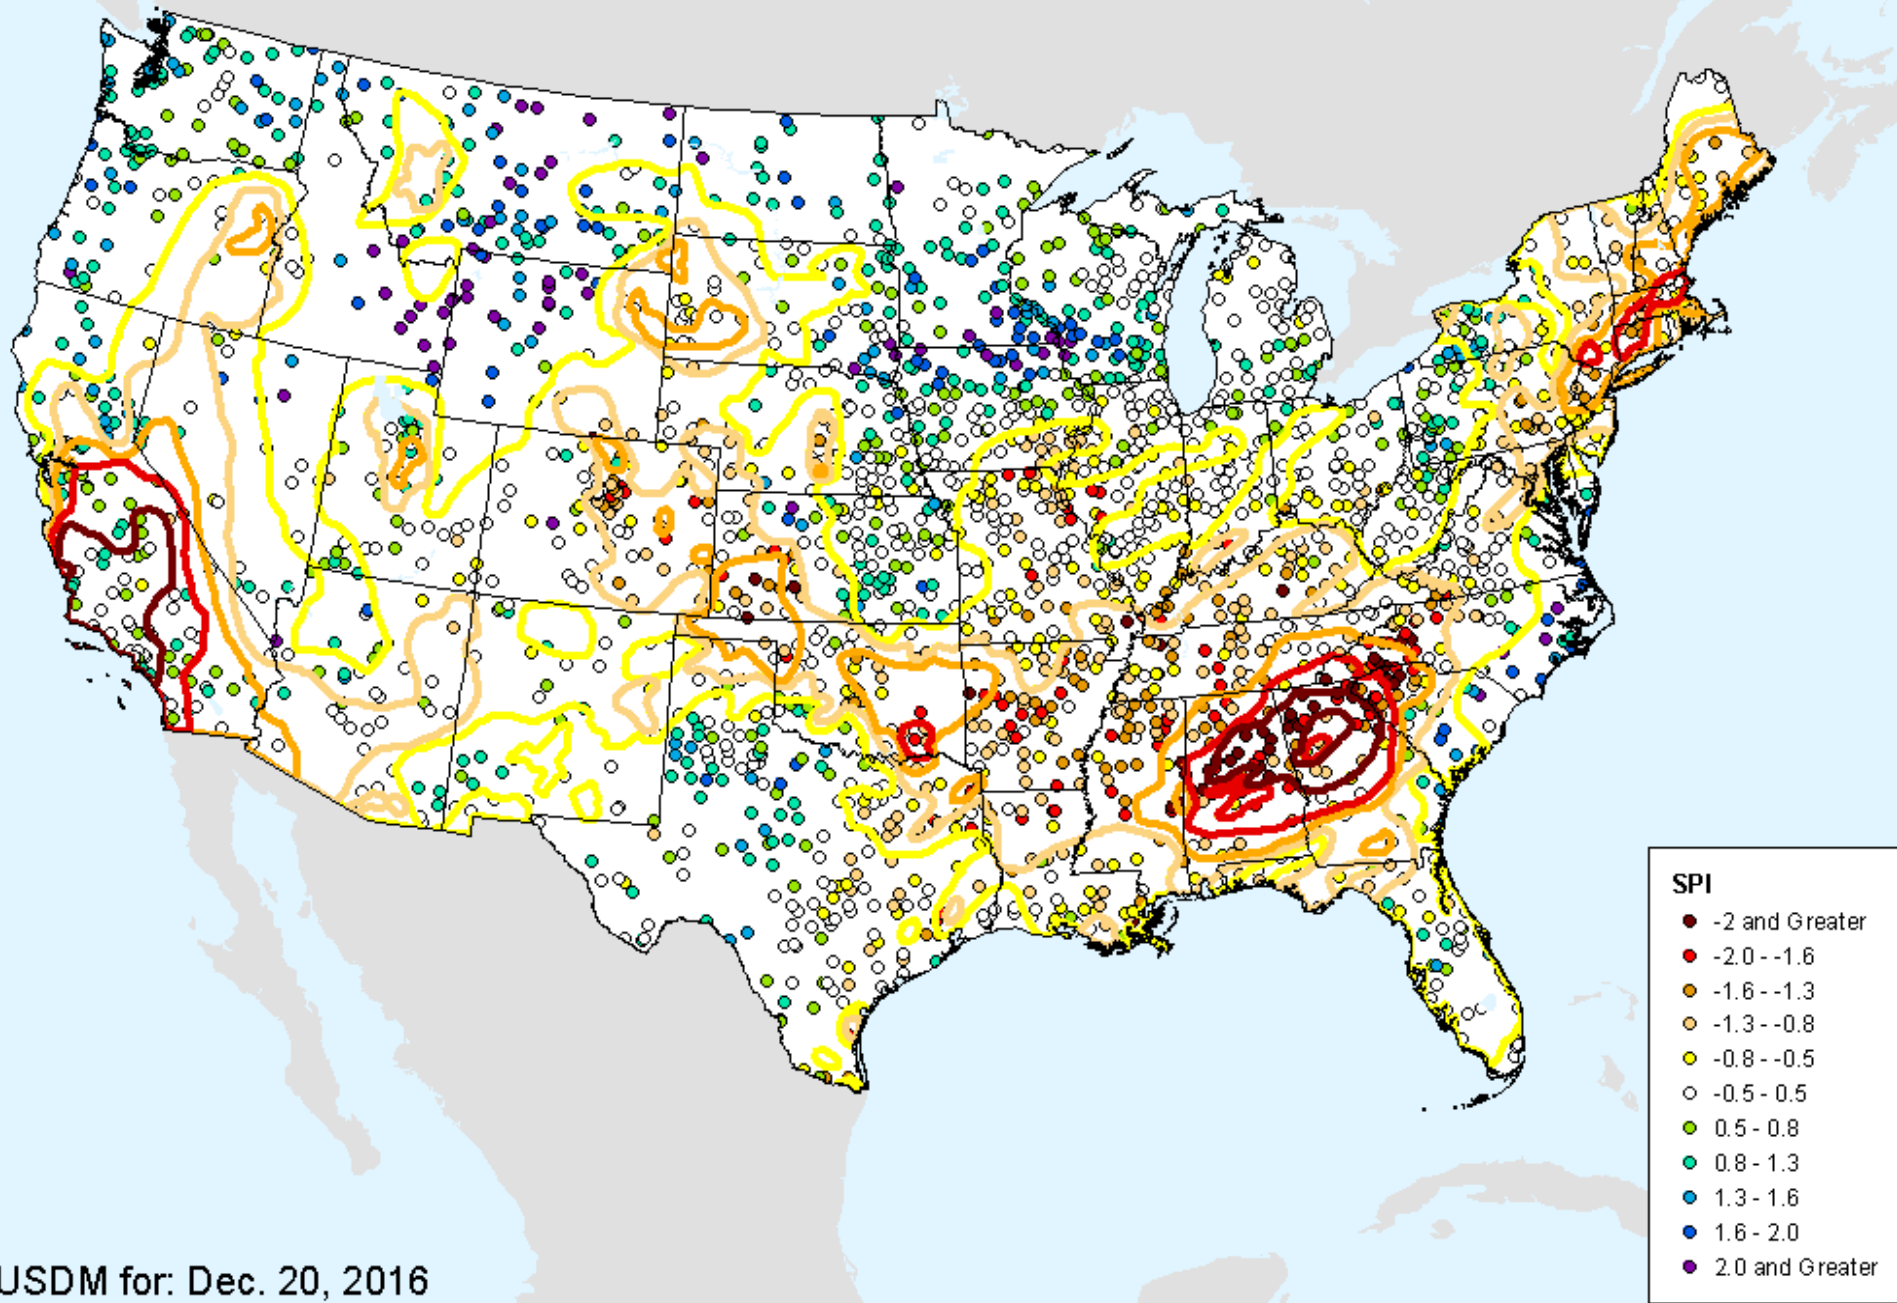 SPI
-2 and Greater
-2.0 - -1.6
-1.6 - -1.3
-1.3 - -0.8
-0.8 - -0.5
-0.5 - 0.5
0.5 - 0.8
0.8 - 1.3
1.3 - 1.6
1.6 - 2.0
2.0 and Greater
USDM for: Dec. 20, 2016